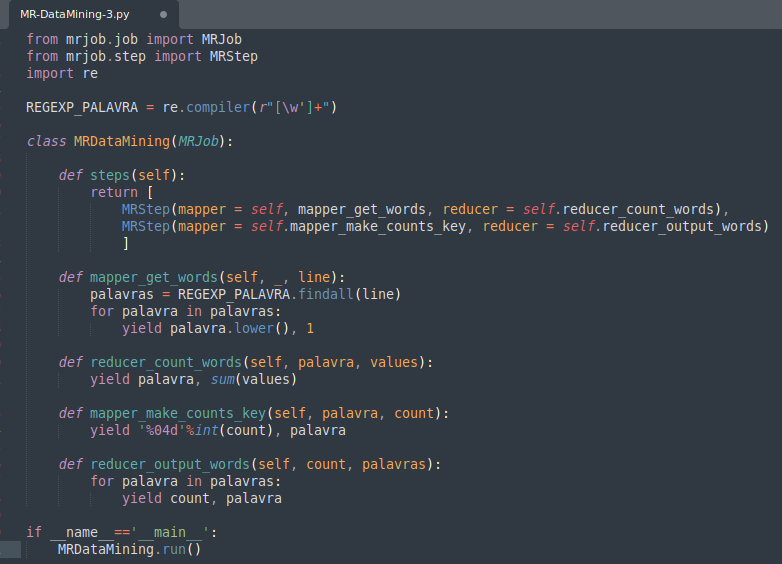 MR-DataMining-3.py
from mrjob.job import MRJob
from mrjob.step import MRStep
import re
REGEXP_PALAVRA = re.compiler(r"[\w']+")
class MRDataMining(MRJob):
def steps(self):
return [
MRStep(mapper = self, mapper_get_words, reducer = self.reducer_count_words),
MRStep(mapper = self.mapper_make_counts_key, reducer = self.reducer_output_words)
]
def mapper_get_words(self, _, line):
palavras = REGEXP_PALAVRA.findall(line)
for palavra in palavras:
yield palavra.lower(), 1
def reducer_count_words(self, palavra, values):
yield palavra, sum(values)
def mapper_make_counts_key(self, palavra, count):
yield '%04d'%int(count), palavra
def reducer_output_words(self, count, palavras):
for palavra in palavras:
yield count, palavra
if __name__=='__main__':
MRDataMining.run()